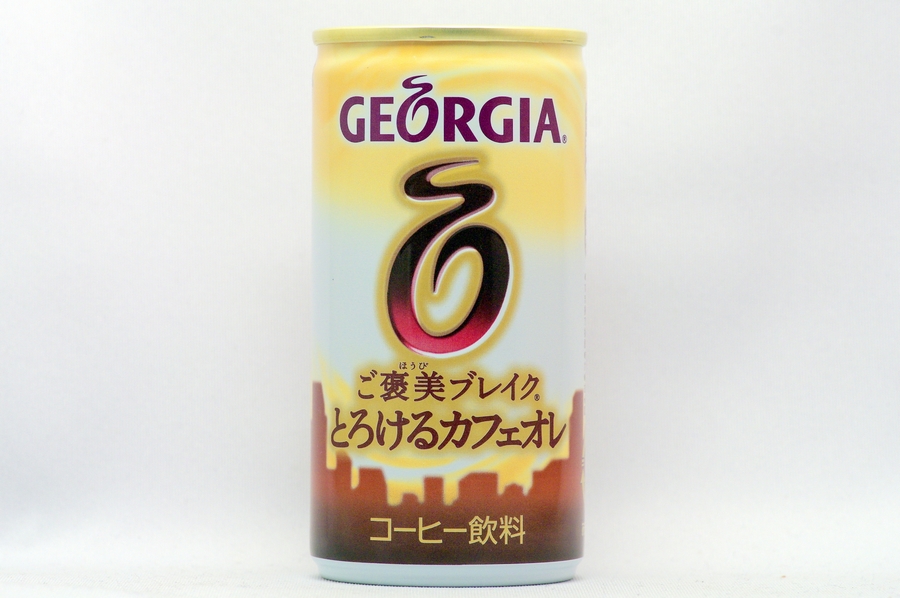 GEORGIA®
ほうび
ご褒美ブレイク®
とろけるカフェオレ
コーヒー飲料